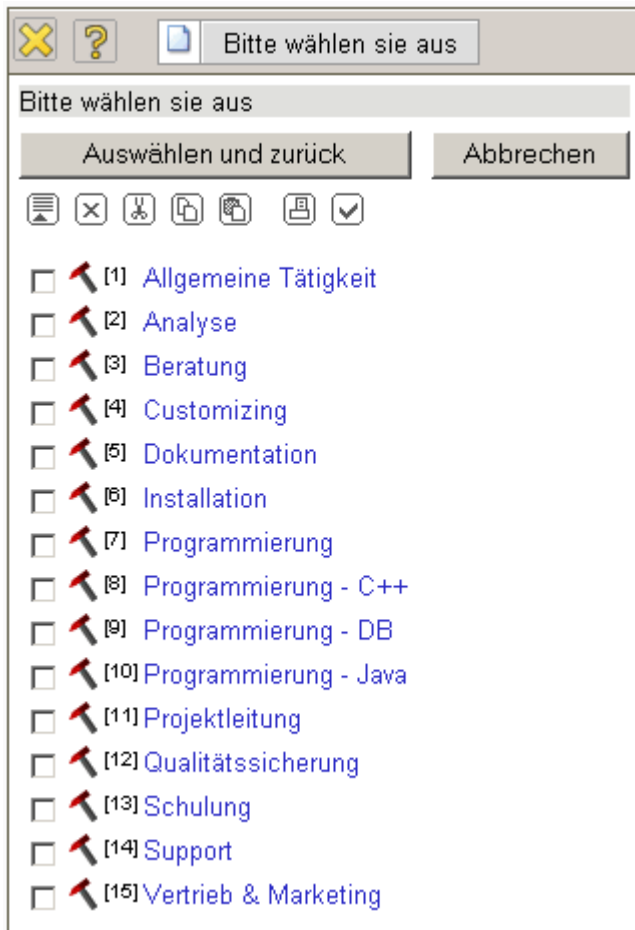 Bitte wählen sie aus
Bitte wählen sie aus
Auswählen und zurück Abbrechen
[1] Allgemeine Tätigkeit
[2] Analyse
[3] Beratung
[4] Customizing
[5] Dokumentation
[6] Installation
[7] Programmierung
[8] Programmierung - C++
[9] Programmierung - DB
[10] Programmierung - Java
[11] Projektleitung
[12] Qualitätssicherung
[13] Schulung
[14] Support
[15] Vertrieb & Marketing